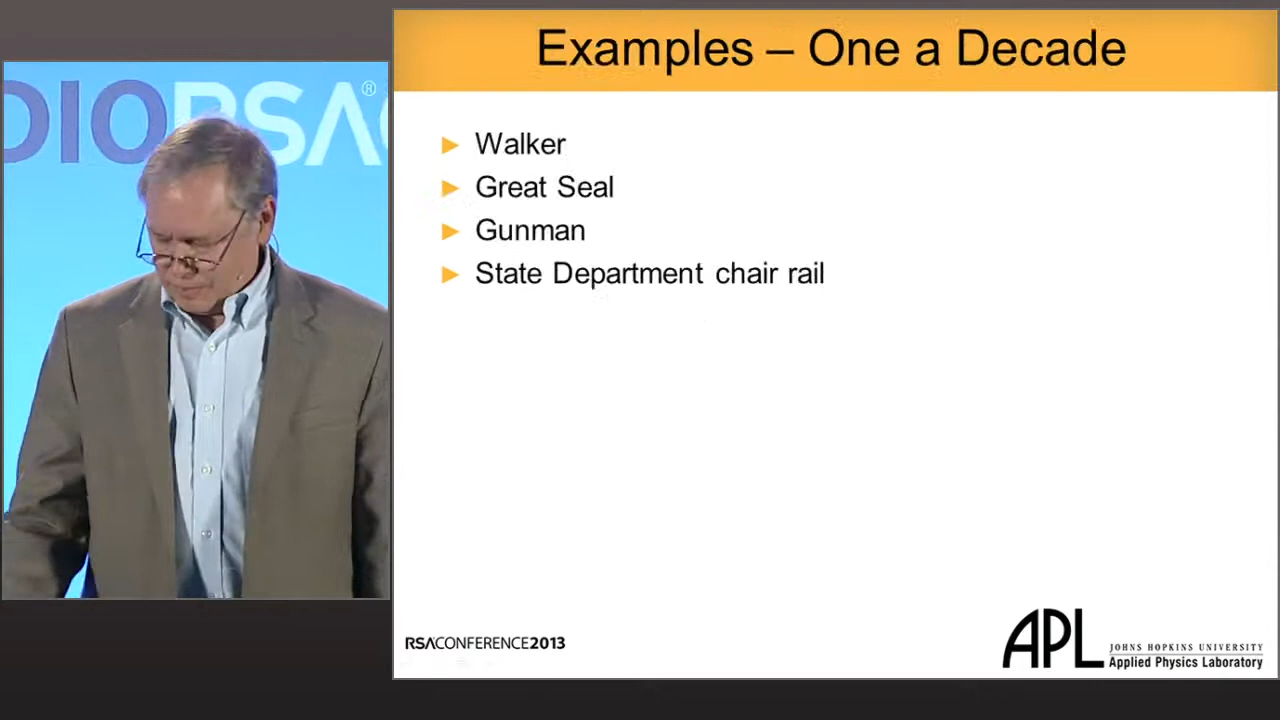 DIORSA®
Examples – One a Decade
► Walker
► Great Seal
► Gunman
► State Department chair rail
RSACONFERENCE2013
APL JOHNS HOPKINS UNIVERSITY
Applied Physics Laboratory